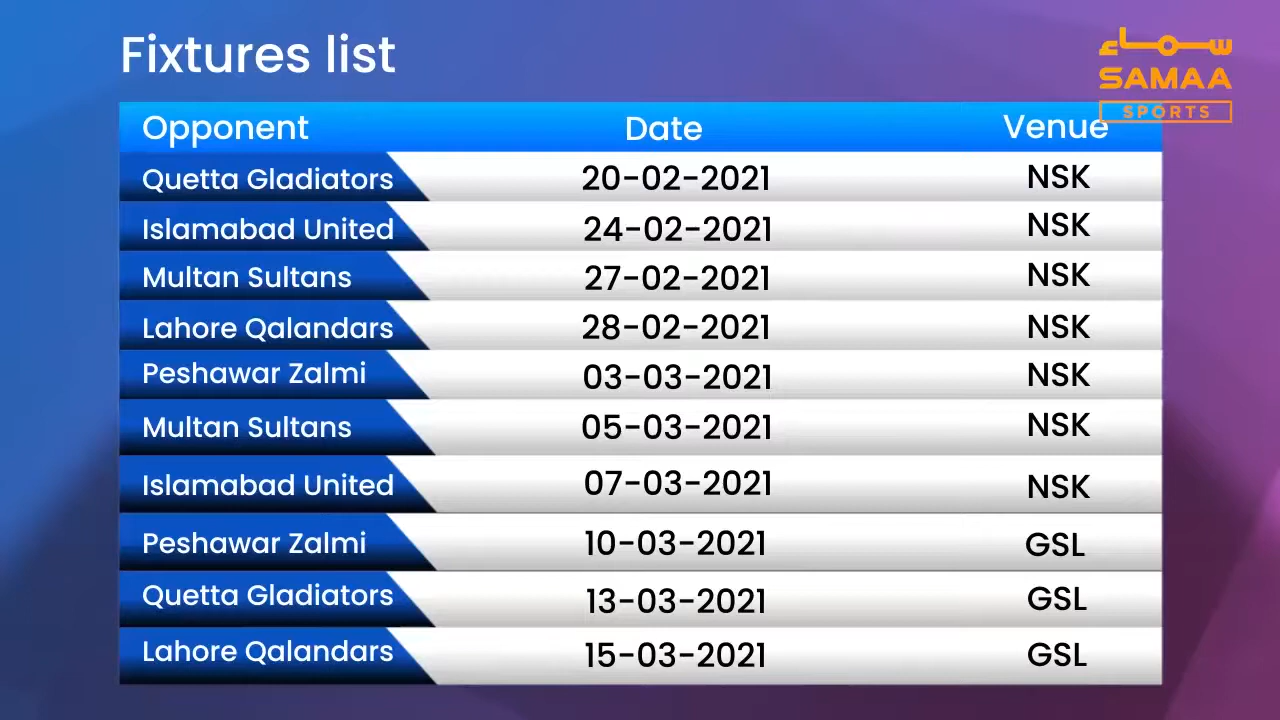 Fixtures list
سماء
SAMAA
SPORTS
Opponent Date Venue
Quetta Gladiators 20-02-2021 NSK
Islamabad United 24-02-2021 NSK
Multan Sultans 27-02-2021 NSK
Lahore Qalandars 28-02-2021 NSK
Peshawar Zalmi 03-03-2021 NSK
Multan Sultans 05-03-2021 NSK
Islamabad United 07-03-2021 NSK
Peshawar Zalmi 10-03-2021 GSL
Quetta Gladiators 13-03-2021 GSL
Lahore Qalandars 15-03-2021 GSL